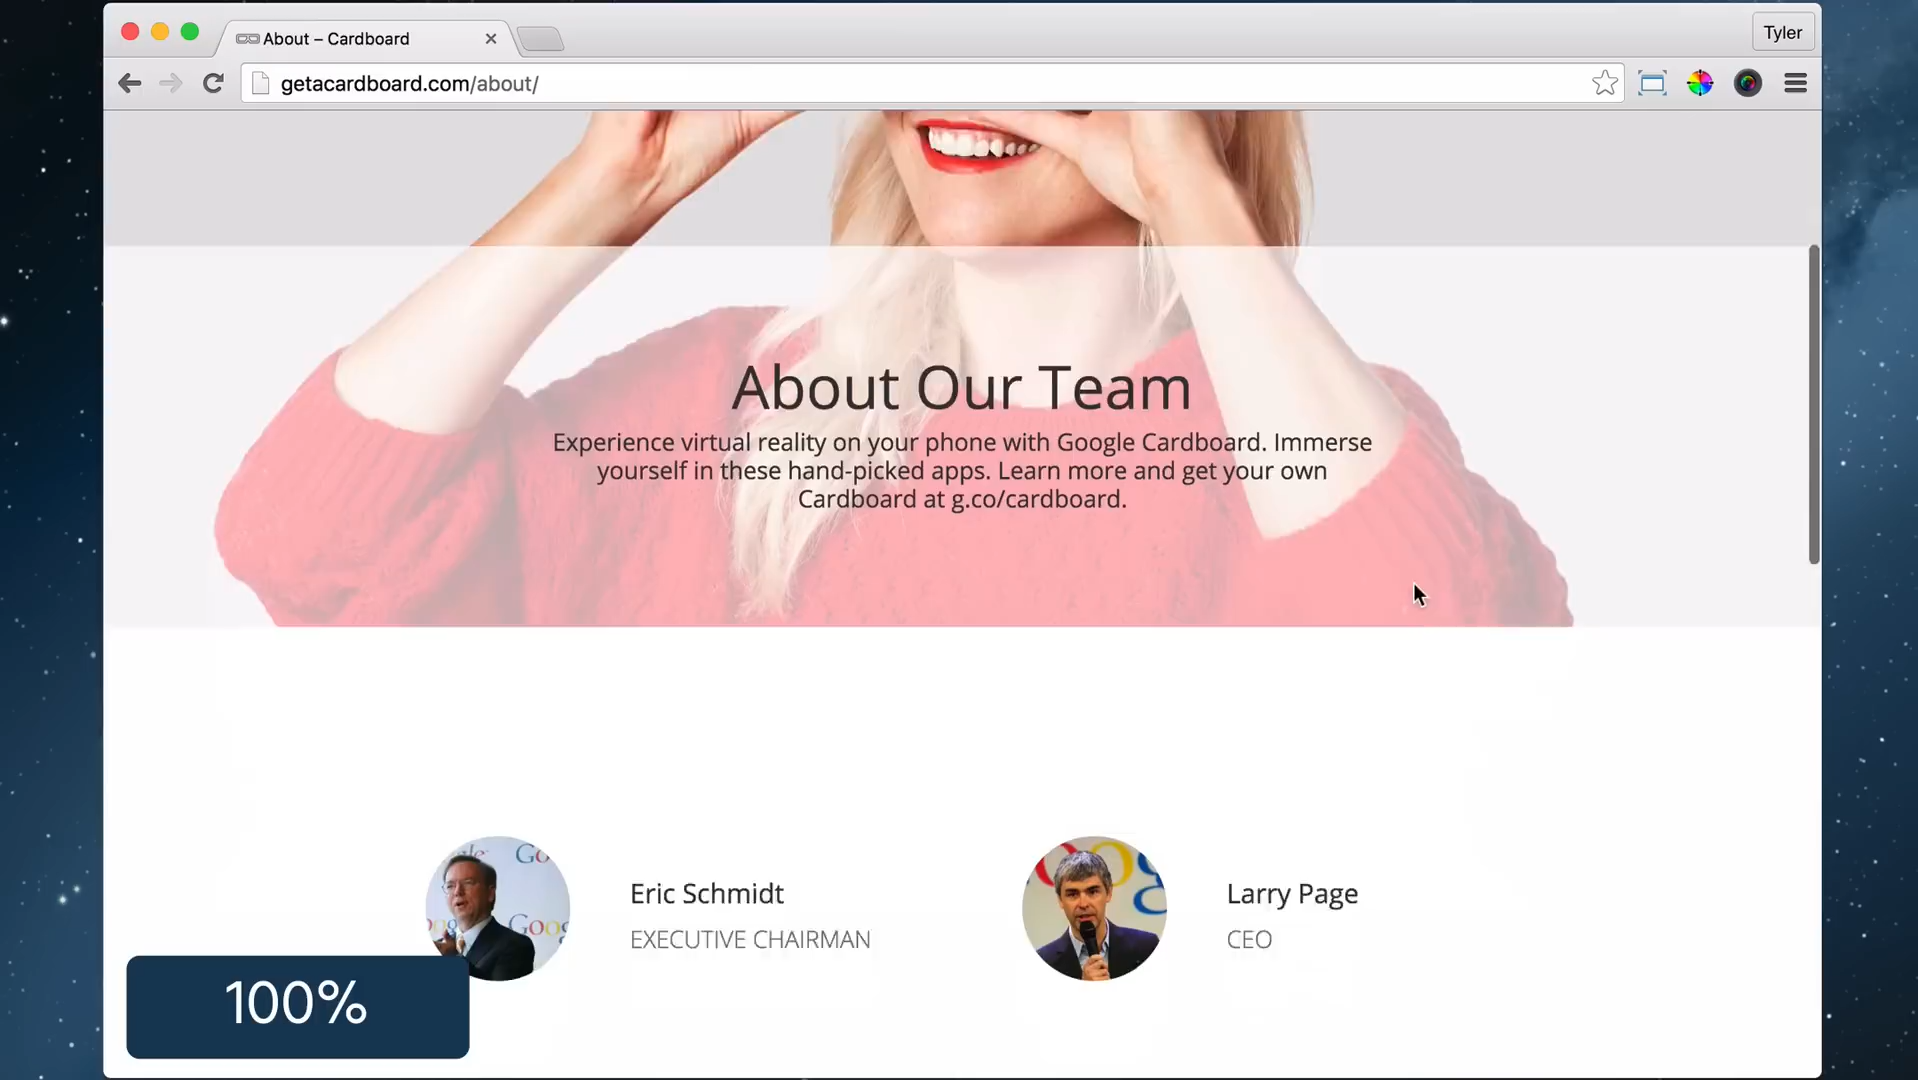 About – Cardboard
Tyler
getacardboard.com/about/
About Our Team
Experience virtual reality on your phone with Google Cardboard. Immerse
yourself in these hand-picked apps. Learn more and get your own
Cardboard at g.co/cardboard.
Eric Schmidt
EXECUTIVE CHAIRMAN
Larry Page
CEO
100%